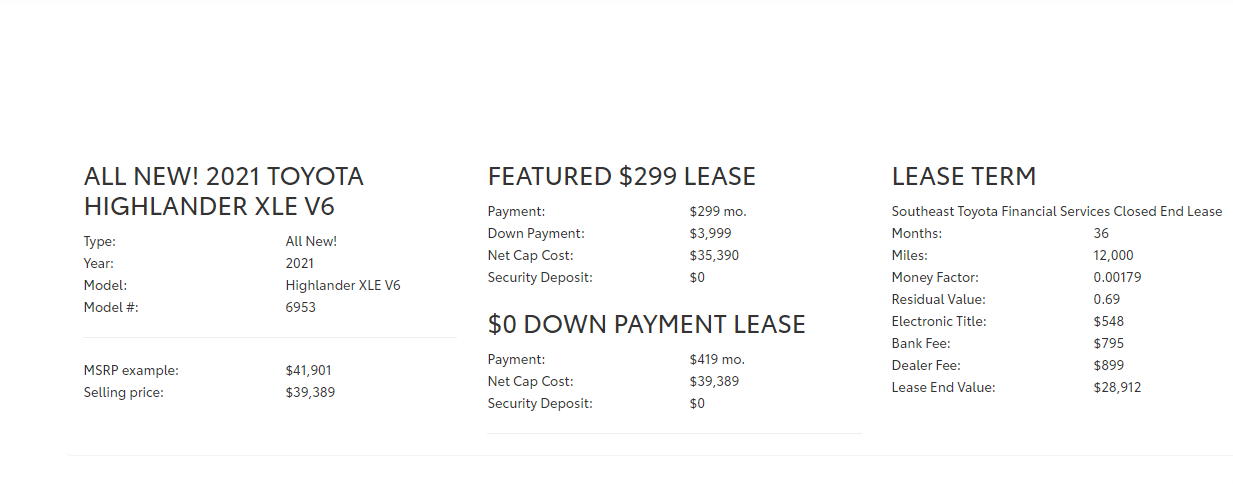 ALL NEW! 2021 TOYOTA
HIGHLANDER XLE V6
Type: All New!
Year: 2021
Model: Highlander XLE V6
Model #: 6953
MSRP example: $41,901
Selling price: $39,389
FEATURED $299 LEASE
Payment: $299 mo.
Down Payment: $3,999
Net Cap Cost: $35,390
Security Deposit: $0
$0 DOWN PAYMENT LEASE
Payment: $419 mo.
Net Cap Cost: $39,389
Security Deposit: $0
LEASE TERM
Southeast Toyota Financial Services Closed End Lease
Months: 36
Miles: 12,000
Money Factor: 0.00179
Residual Value: 0.69
Electronic Title: $548
Bank Fee: $795
Dealer Fee: $899
Lease End Value: $28,912